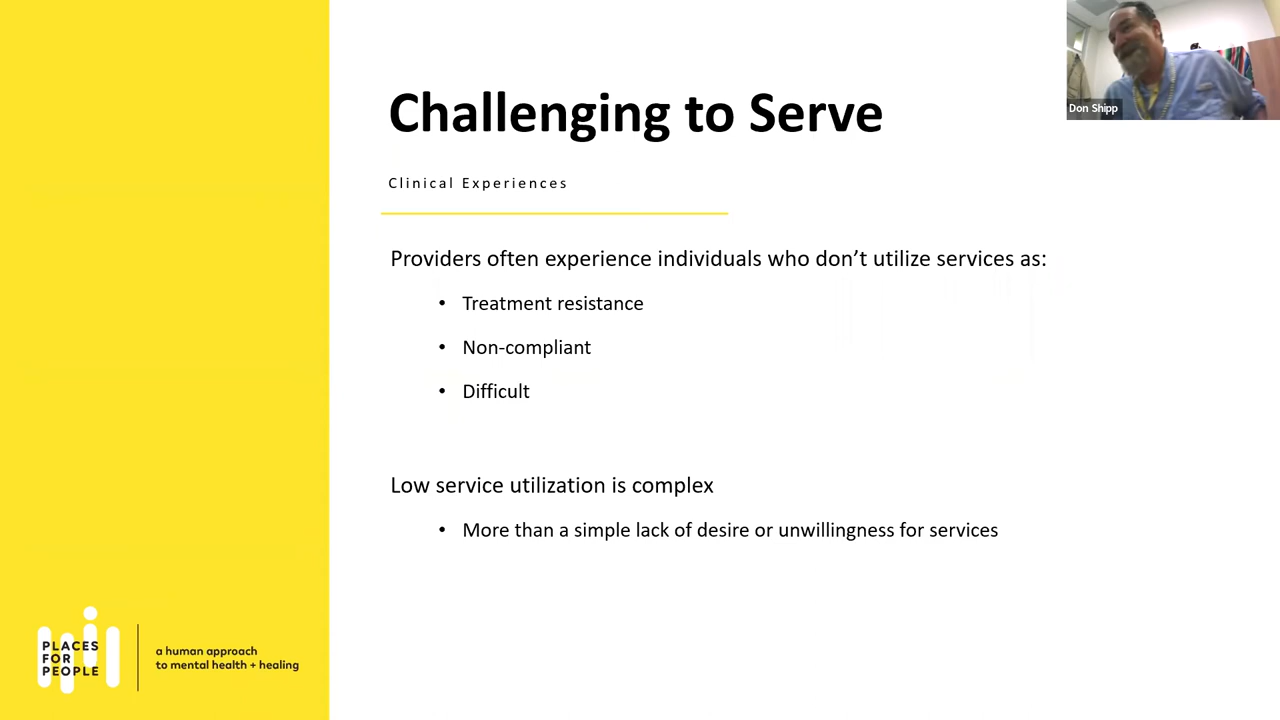 Challenging to Serve
Don Shipp
Clinical Experiences
Providers often experience individuals who don’t utilize services as:
• Treatment resistance
• Non-compliant
• Difficult
Low service utilization is complex
• More than a simple lack of desire or unwillingness for services
PLACES
FOR
PEOPLE
a human approach
to mental health + healing